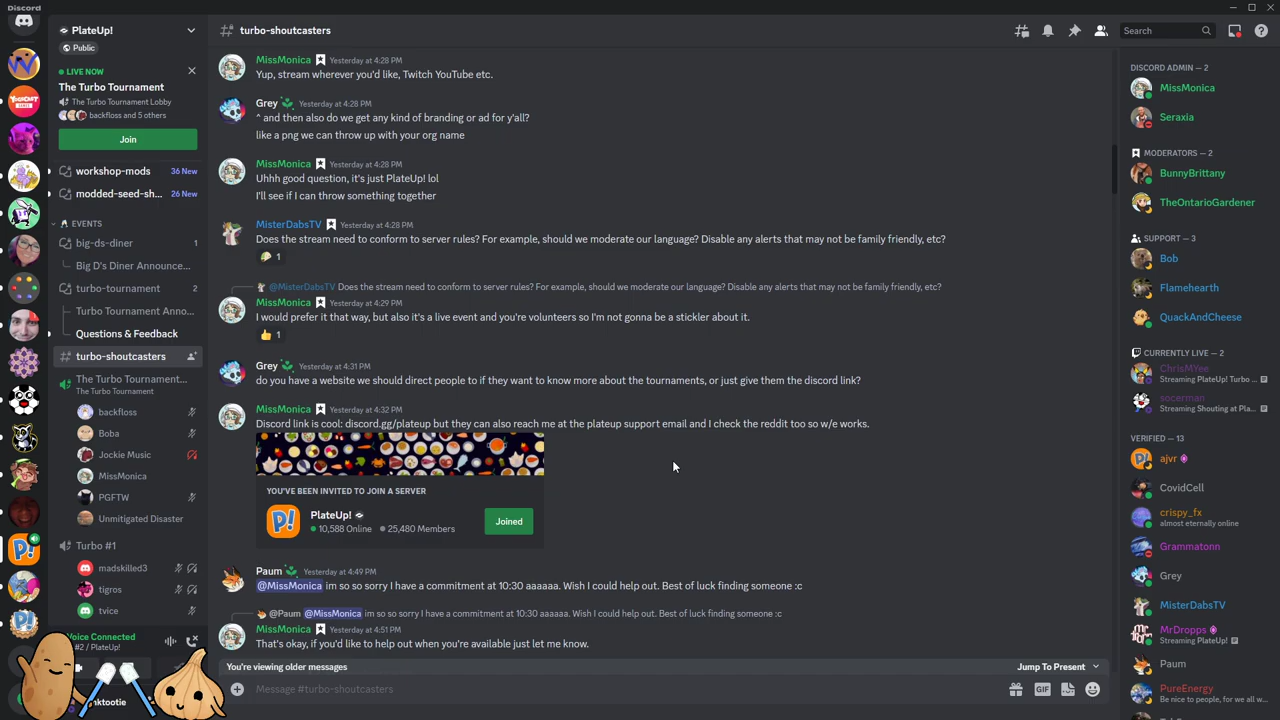 Discord
PlateUp!
Public
LIVE NOW
The Turbo Tournament
The Turbo Tournament Lobby
backfloss and 5 others
Join
workshop-mods 36 New
modded-seed-sh... 26 New
EVENTS
big-ds-diner 1
Big D's Diner Announce...
turbo-tournament 2
Turbo Tournament Anno...
Questions & Feedback
turbo-shoutcasters
The Turbo Tournament...
The Turbo Tournament
backfloss
Boba
Jockie Music
MissMonica
PGFTW
Unmitigated Disaster
Turbo #1
madskilled3
tigros
tvice
Voice Connected
#2 / PlateUp!
turbo-shoutcasters
Search
MissMonica Yesterday at 4:28 PM
Yup, stream wherever you'd like, Twitch YouTube etc.
Grey Yesterday at 4:28 PM
^ and then also do we get any kind of branding or ad for y'all?
like a png we can throw up with your org name
MissMonica Yesterday at 4:28 PM
Uhhh good question, it's just PlateUp! lol
I'll see if I can throw something together
MisterDabsTV Yesterday at 4:28 PM
Does the stream need to conform to server rules? For example, should we moderate our language? Disable any alerts that may not be family friendly, etc?
1
@MisterDabsTV Does the stream need to conform to server rules? For example, should we moderate our language? Disable any alerts that may not be family friendly, etc?
MissMonica Yesterday at 4:29 PM
I would prefer it that way, but also it's a live event and you're volunteers so I'm not gonna be a stickler about it.
1
Grey Yesterday at 4:31 PM
do you have a website we should direct people to if they want to know more about the tournaments, or just give them the discord link?
MissMonica Yesterday at 4:32 PM
Discord link is cool: discord.gg/plateup but they can also reach me at the plateup support email and I check the reddit too so w/e works.
YOU'VE BEEN INVITED TO JOIN A SERVER
P!
PlateUp!
10,588 Online 25,480 Members
Joined
Paum Yesterday at 4:49 PM
@MissMonica im so so sorry I have a commitment at 10:30 aaaaaa. Wish I could help out. Best of luck finding someone :c
@Paum @MissMonica im so so sorry I have a commitment at 10:30 aaaaaa. Wish I could help out. Best of luck finding someone :c
MissMonica Yesterday at 4:51 PM
That's okay, if you'd like to help out when you're available just let me know.
You're viewing older messages Jump To Present
Message #turbo-shoutcasters
GIF
DISCORD ADMIN — 2
MissMonica
Seraxia
MODERATORS — 2
BunnyBrittany
TheOntarioGardener
SUPPORT — 3
Bob
Flamehearth
QuackAndCheese
CURRENTLY LIVE — 2
ChrisMYee
Streaming PlateUp! Turbo ...
socerman
Streaming Shouting at Pla...
VERIFIED — 13
ajvr
CovidCell
crispy_fx
almost eternally online
Grammatonn
Grey
MisterDabsTV
MrDropps
Streaming PlateUp!
Paum
PureEnergy
Be nice to people, for we all w...